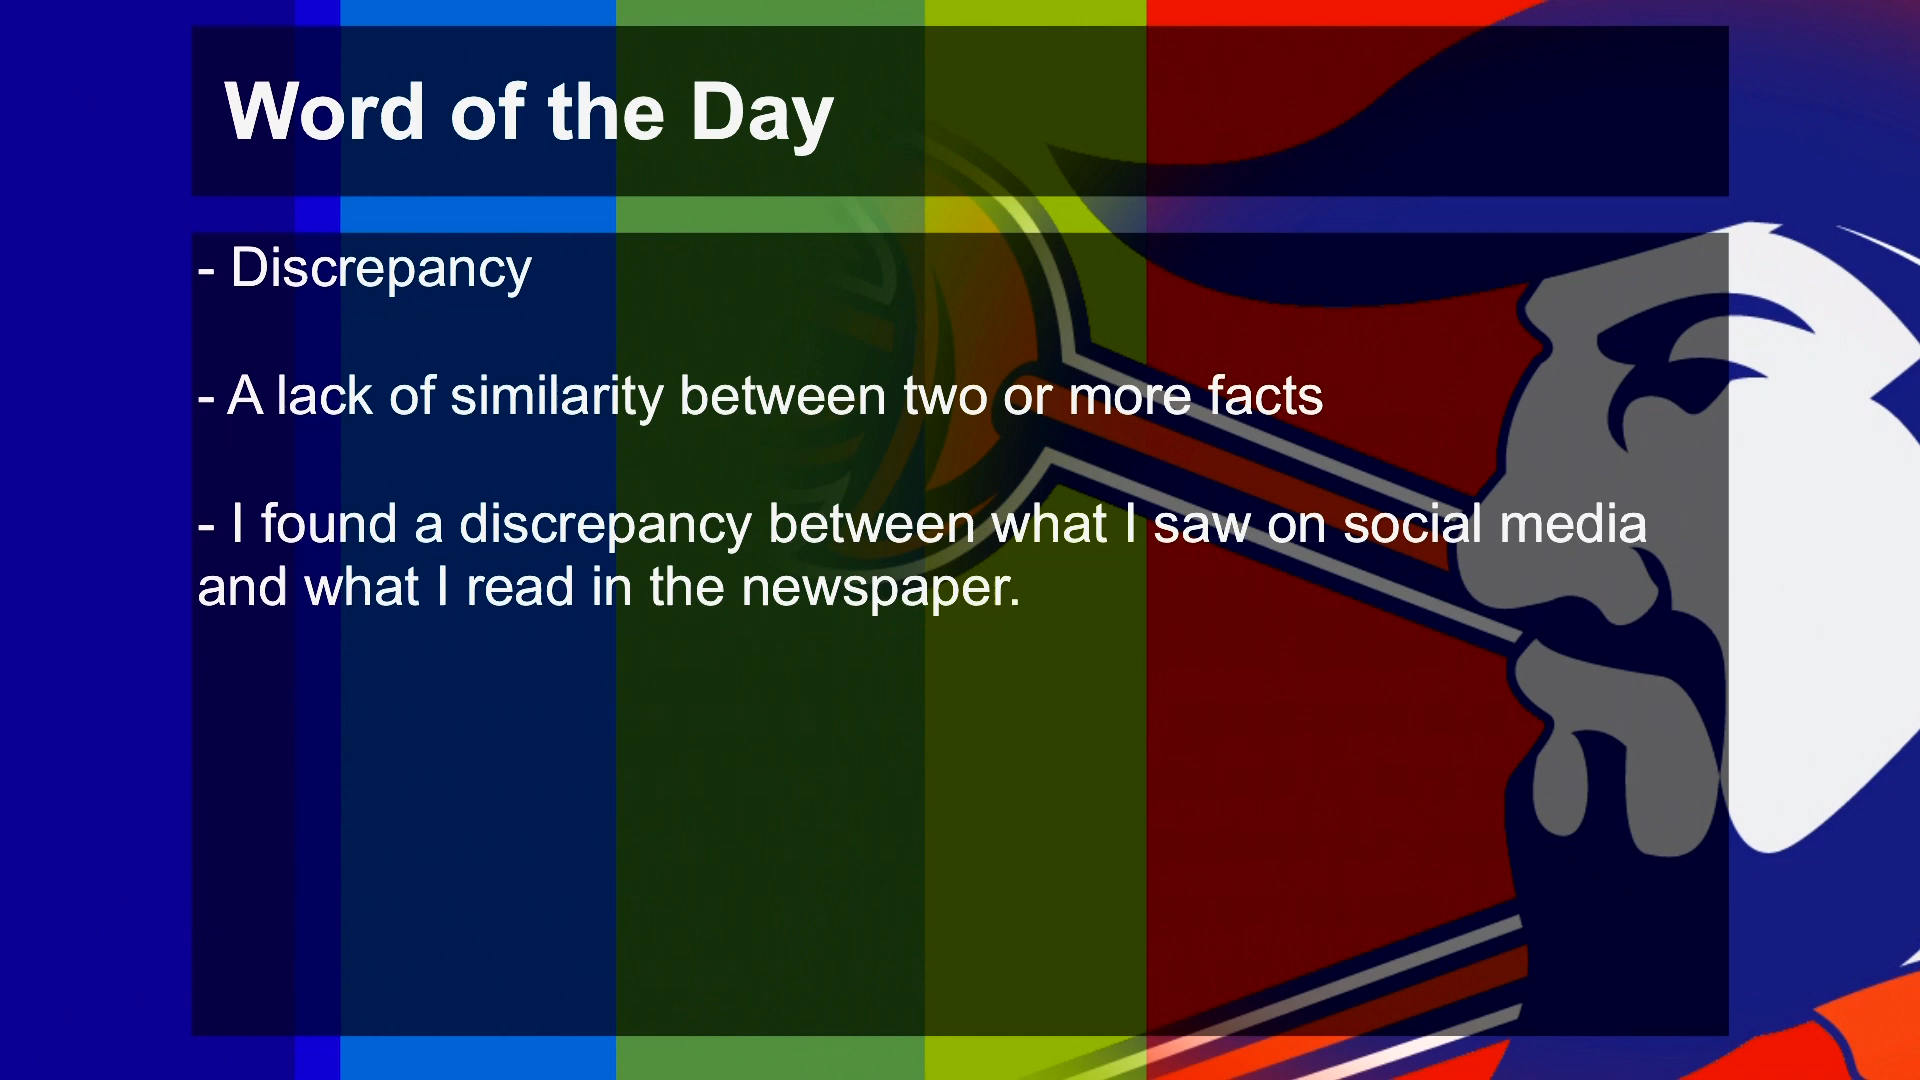 Word of the Day
- Discrepancy
- A lack of similarity between two or more facts
- I found a discrepancy between what I saw on social media
and what I read in the newspaper.